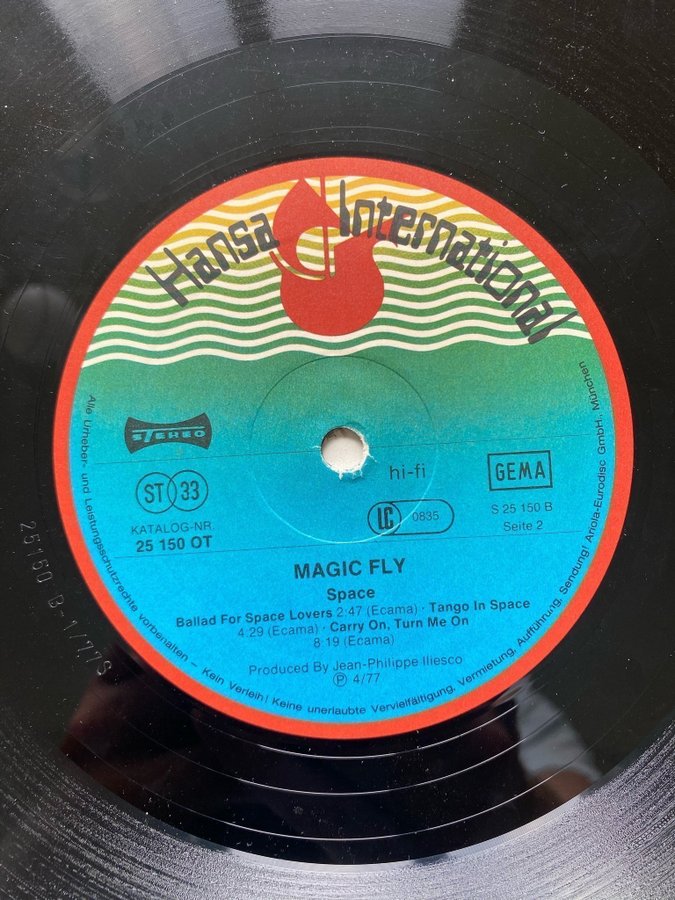 Hansa International
STEREO
ST 33
hi-fi
GEMA
LC 0835
S 25 150 B
Seite 2
KATALOG-NR.
25 150 OT
MAGIC FLY
Space
Ballad For Space Lovers 2:47 (Ecama) · Tango In Space
4:29 (Ecama) · Carry On, Turn Me On
8:19 (Ecama)
Produced By Jean-Philippe Iliesco
℗ 4/77
Alle Urheber- und Leistungsschutzrechte vorbehalten – Kein Verleih! Keine unerlaubte Vervielfältigung, Vermietung, Aufführung, Sendung! Ariola-Eurodisc GmbH, München
25160 B-1/77S